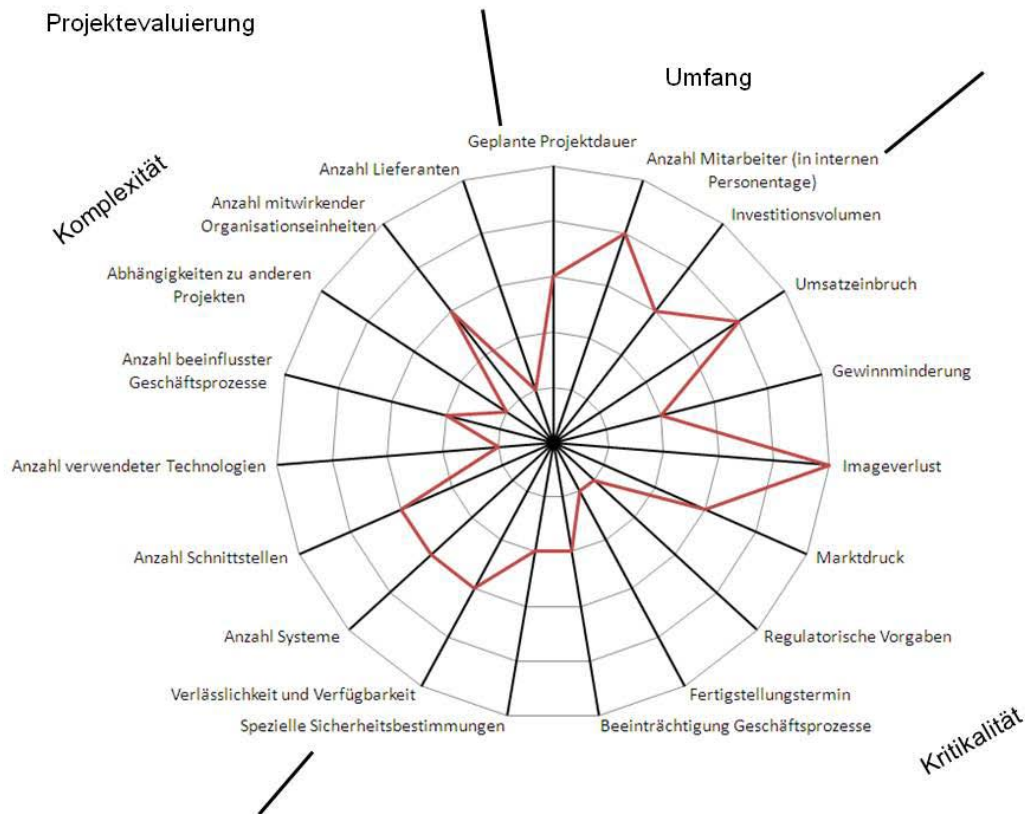 Projektevaluierung
Umfang
Komplexität
Kritikalität
Geplante Projektdauer
Anzahl Mitarbeiter (in internen
Personentage)
Investitionsvolumen
Umsatzeinbruch
Gewinnminderung
Imageverlust
Marktdruck
Regulatorische Vorgaben
Fertigstellungstermin
Beeinträchtigung Geschäftsprozesse
Spezielle Sicherheitsbestimmungen
Verlässlichkeit und Verfügbarkeit
Anzahl Systeme
Anzahl Schnittstellen
Anzahl verwendeter Technologien
Anzahl beeinflusster
Geschäftsprozesse
Abhängigkeiten zu anderen
Projekten
Anzahl mitwirkender
Organisationseinheiten
Anzahl Lieferanten